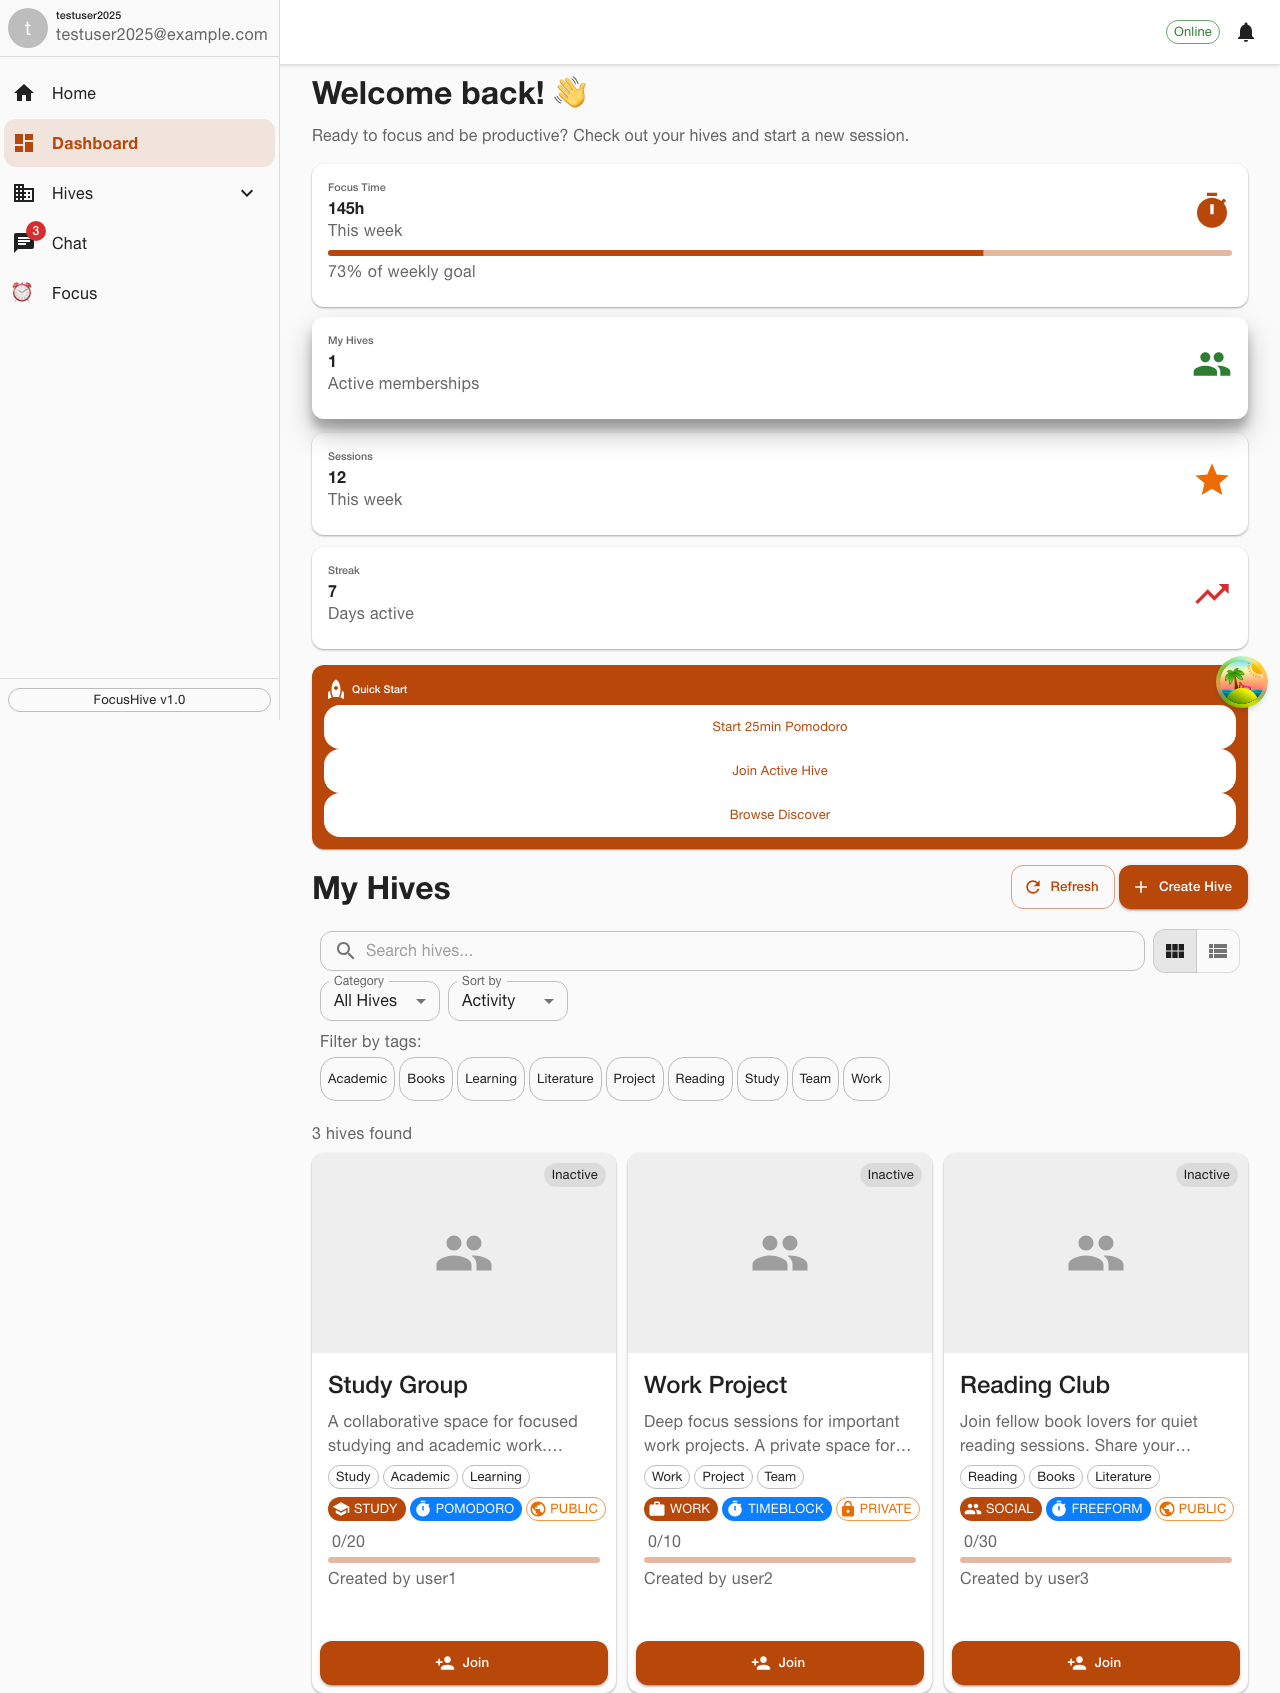 t
testuser2025
testuser2025@example.com
Home
Dashboard
Hives
3
Chat
Focus
FocusHive v1.0
Online
Welcome back! 👋
Ready to focus and be productive? Check out your hives and start a new session.
Focus Time
145h
This week
73% of weekly goal
My Hives
1
Active memberships
Sessions
12
This week
Streak
7
Days active
Quick Start
Start 25min Pomodoro
Join Active Hive
Browse Discover
My Hives
Refresh
Create Hive
Search hives...
Category
All Hives
Sort by
Activity
Filter by tags:
Academic Books Learning Literature Project Reading Study Team Work
3 hives found
Inactive
Study Group
A collaborative space for focused
studying and academic work....
Study Academic Learning
STUDY POMODORO PUBLIC
0/20
Created by user1
Join
Inactive
Work Project
Deep focus sessions for important
work projects. A private space for...
Work Project Team
WORK TIMEBLOCK PRIVATE
0/10
Created by user2
Join
Inactive
Reading Club
Join fellow book lovers for quiet
reading sessions. Share your...
Reading Books Literature
SOCIAL FREEFORM PUBLIC
0/30
Created by user3
Join